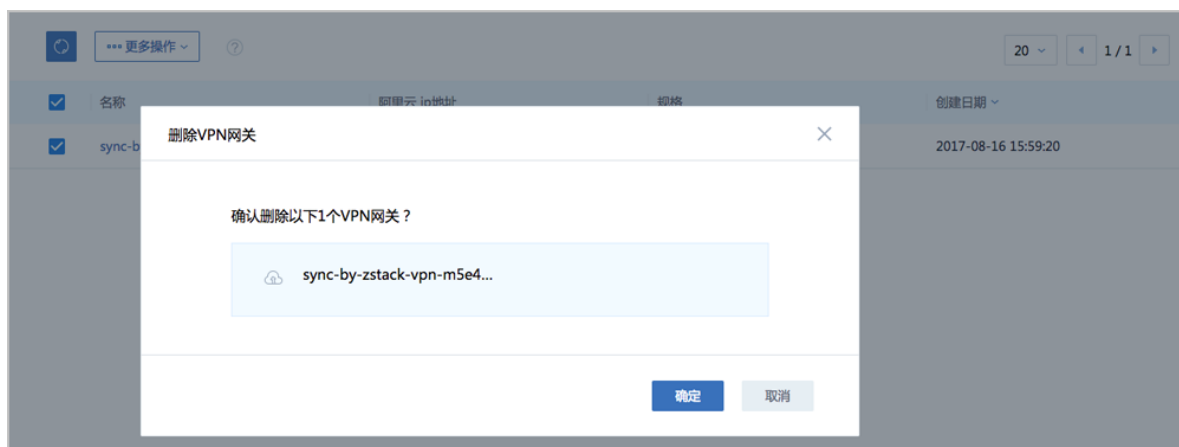 更多操作
20
1 / 1
名称
阿里云 ip地址
规格
创建日期
sync-b
2017-08-16 15:59:20
删除VPN网关
确认删除以下1个VPN网关？
sync-by-zstack-vpn-m5e4...
确定
取消